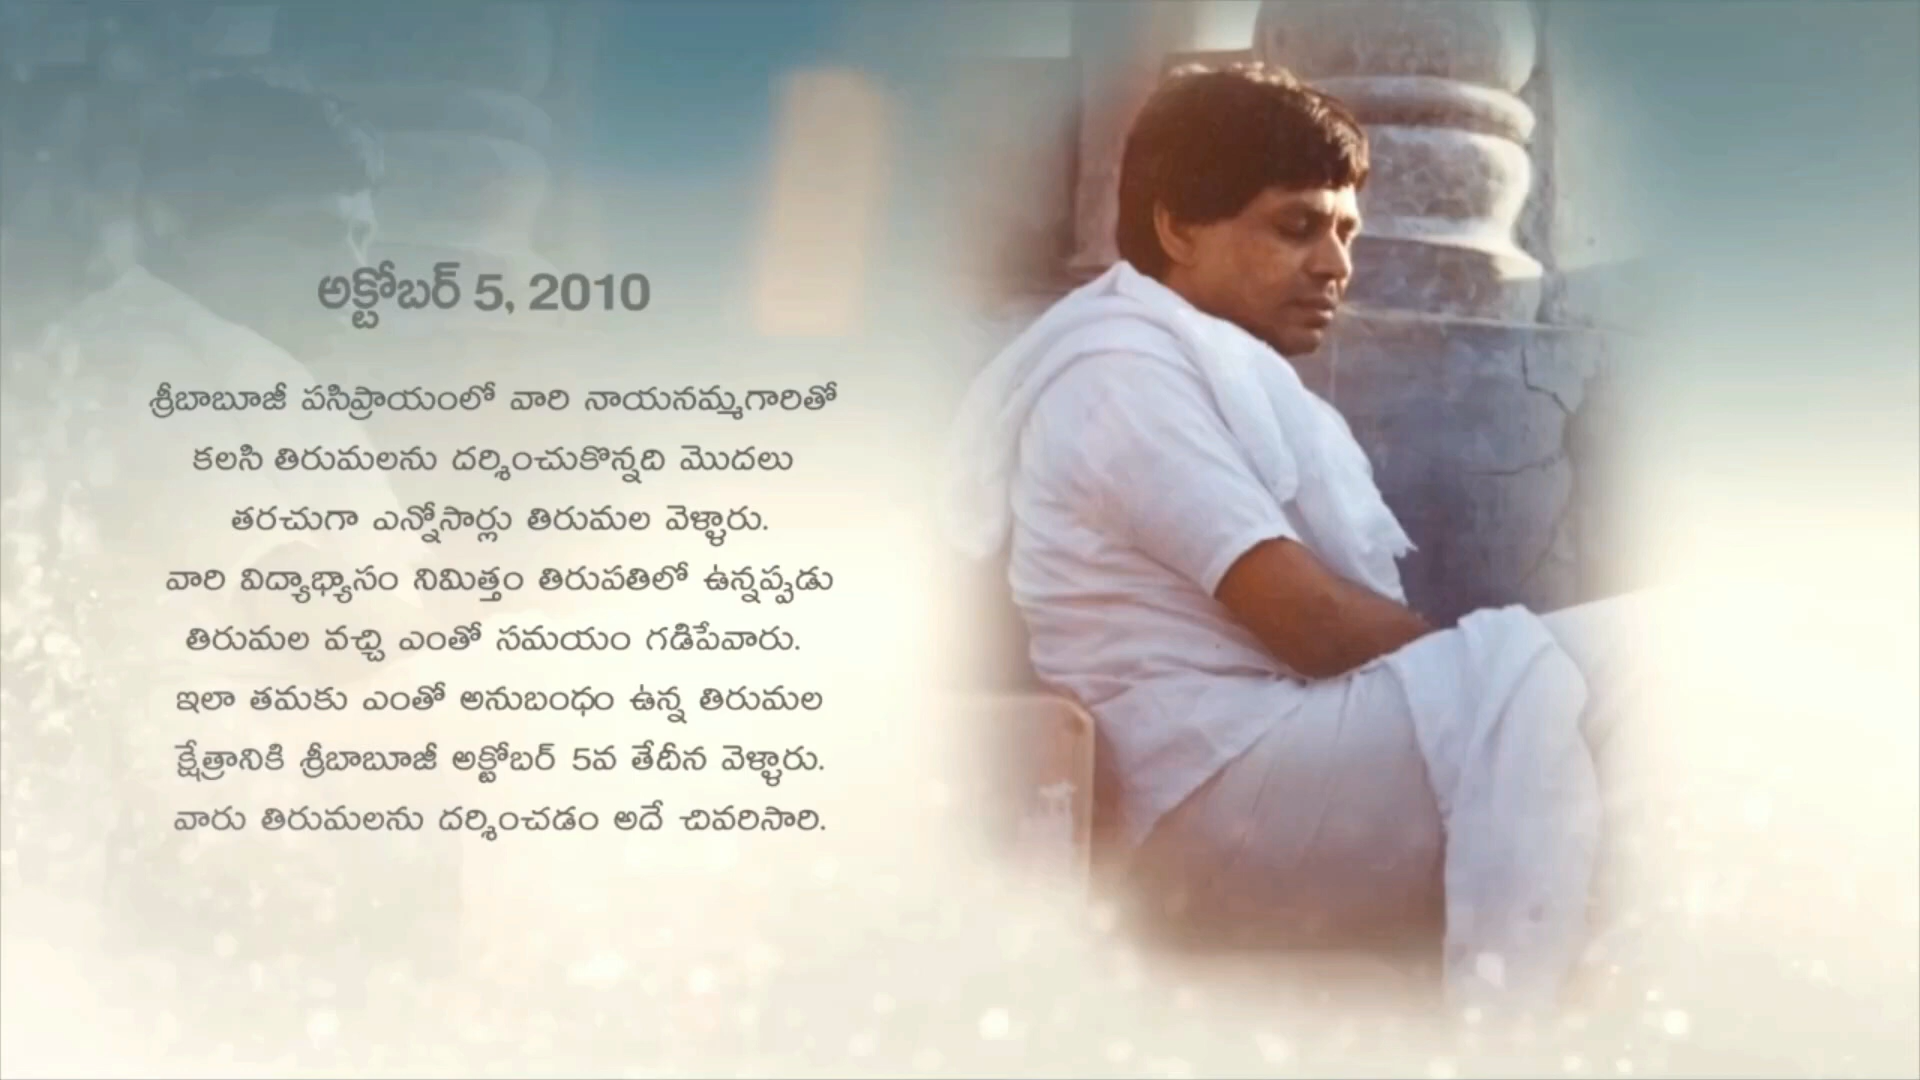 అక్టోబర్ 5, 2010
శ్రీబాబూజీ పసిప్రాయంలో వారి నాయనమ్మగారితో
కలసి తిరుమలను దర్శించుకొన్నది మొదలు
తరచుగా ఎన్నోసార్లు తిరుమల వెళ్ళారు.
వారి విద్యాభ్యాసం నిమిత్తం తిరుపతిలో ఉన్నప్పడు
తిరుమల వచ్చి ఎంతో సమయం గడిపేవారు.
ఇలా తమకు ఎంతో అనుబంధం ఉన్న తిరుమల
క్షేత్రానికి శ్రీబాబూజీ అక్టోబర్ 5వ తేదీన వెళ్ళారు.
వారు తిరుమలను దర్శించడం అదే చివరిసారి.